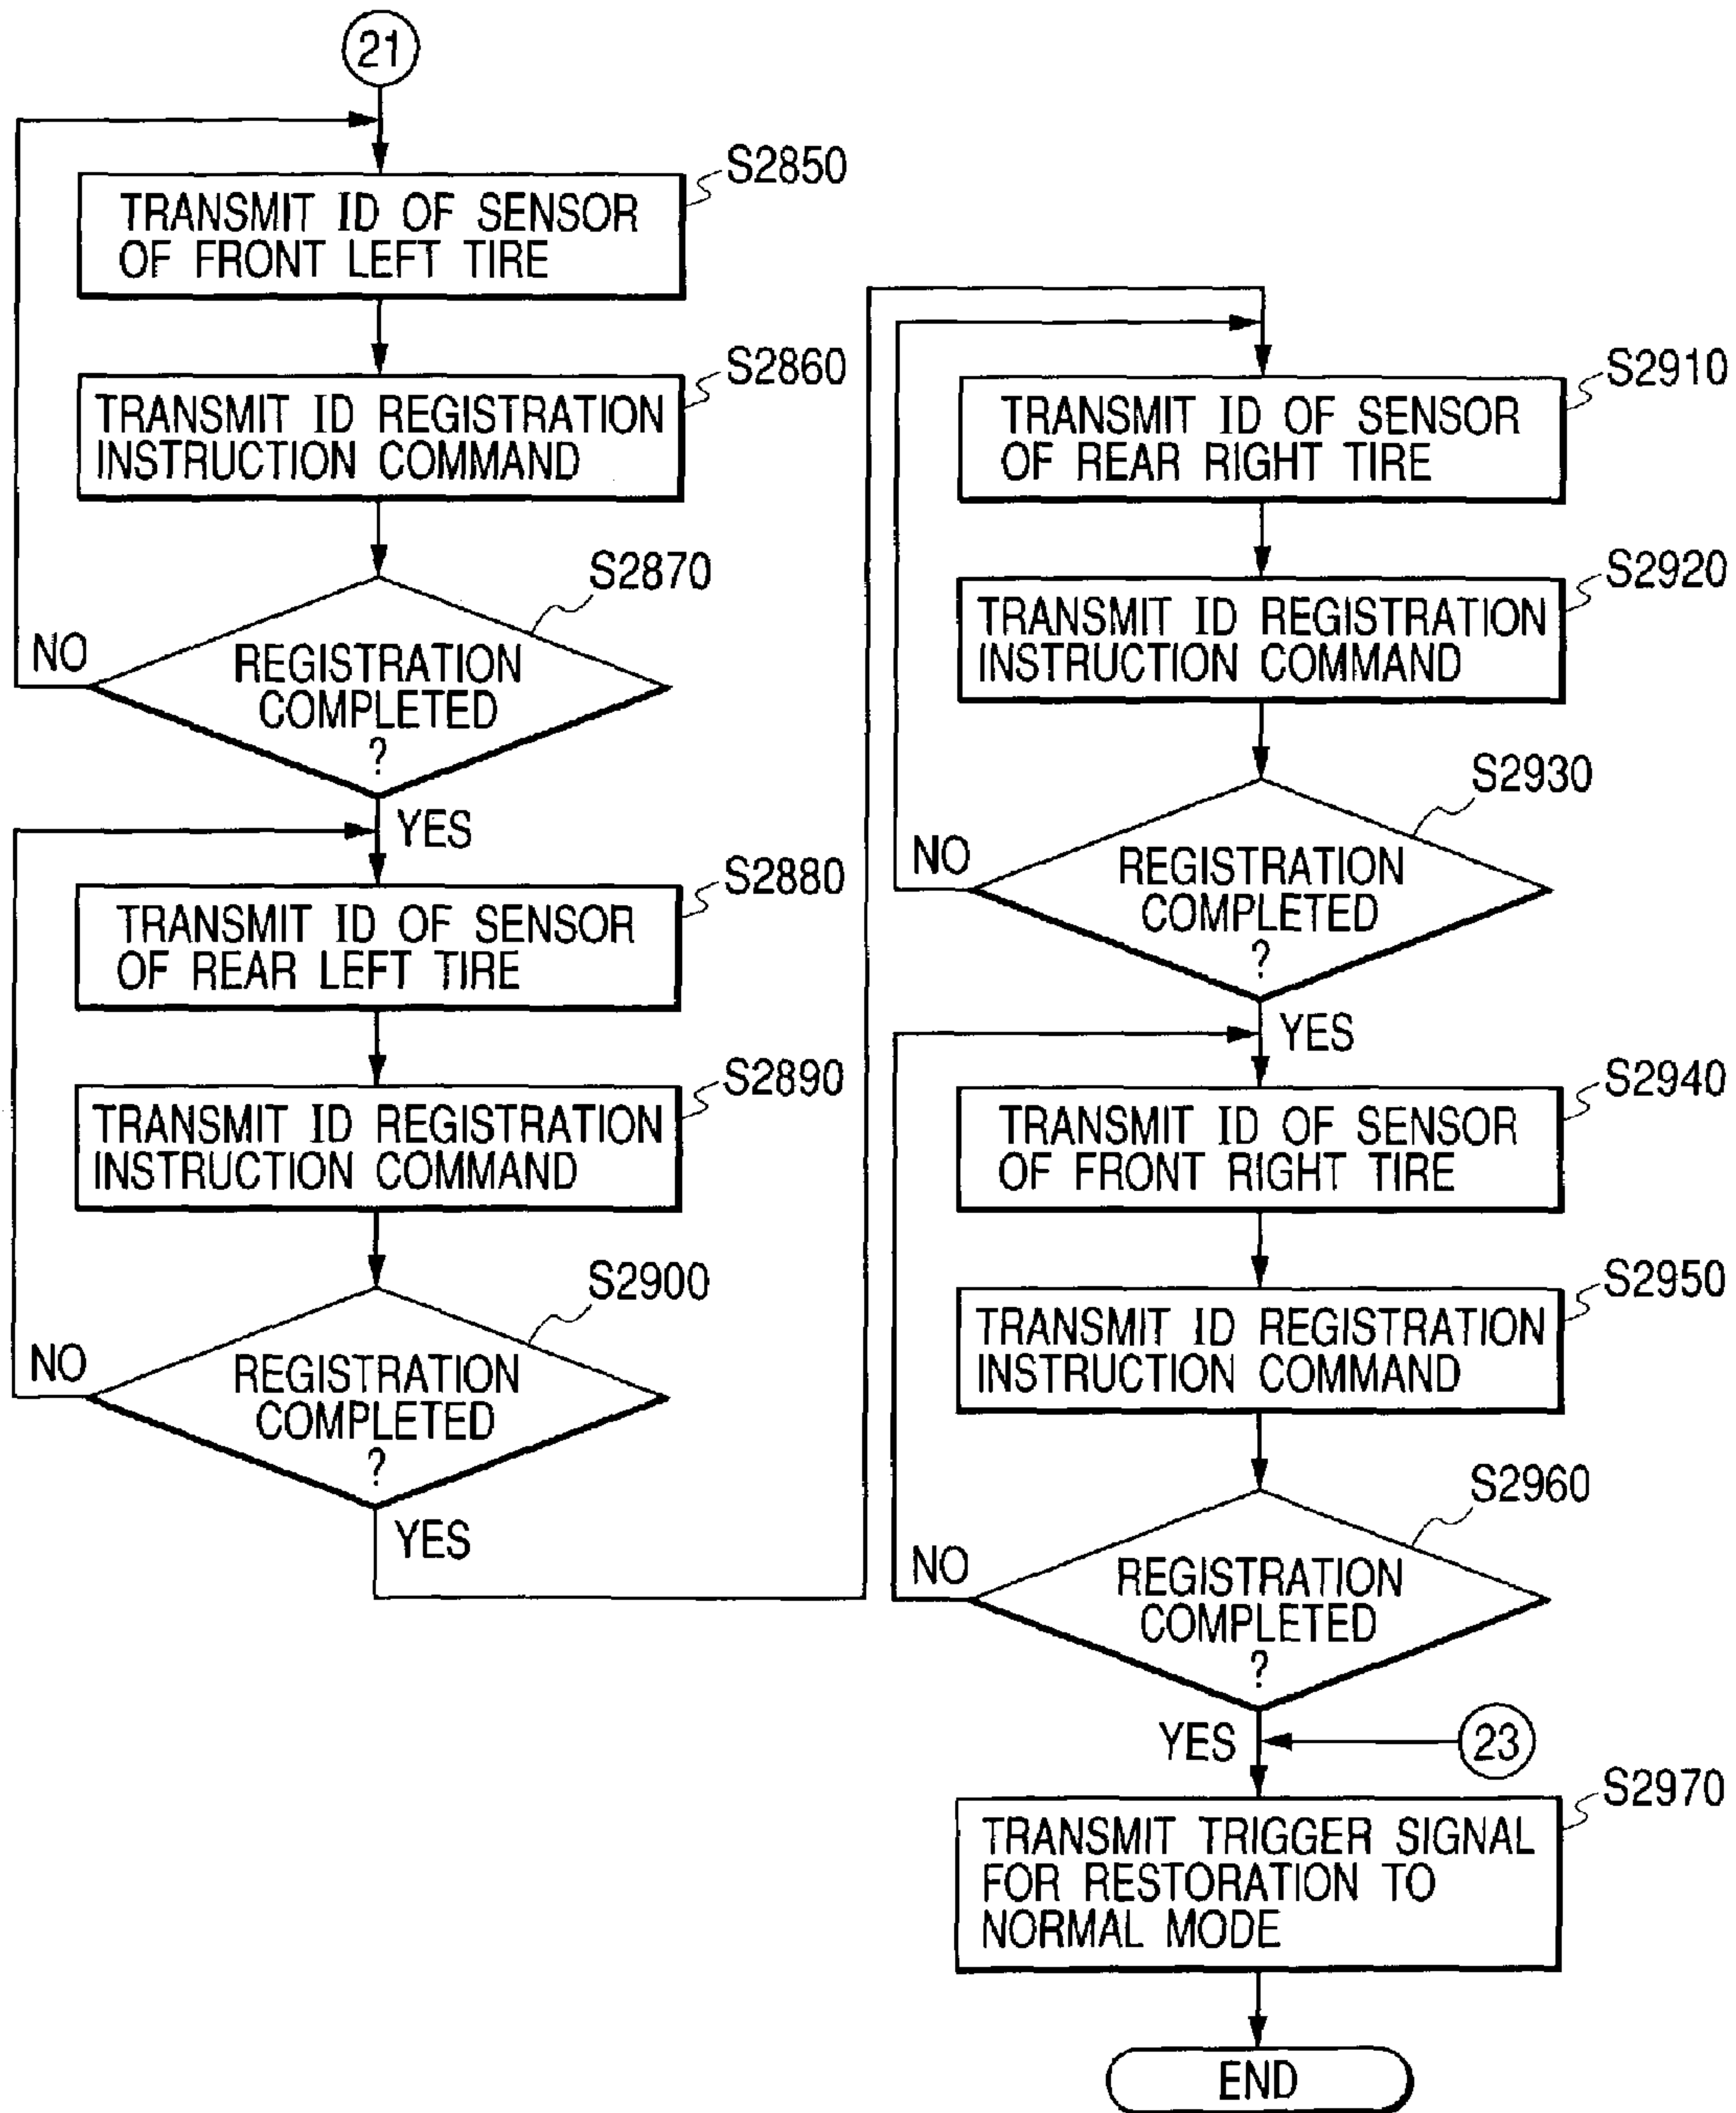 21
S2850
TRANSMIT ID OF SENSOR
OF FRONT LEFT TIRE
S2860
TRANSMIT ID REGISTRATION
INSTRUCTION COMMAND
S2870
NO
REGISTRATION
COMPLETED
?
YES
S2880
TRANSMIT ID OF SENSOR
OF REAR LEFT TIRE
S2890
TRANSMIT ID REGISTRATION
INSTRUCTION COMMAND
S2900
NO
REGISTRATION
COMPLETED
?
YES
S2910
TRANSMIT ID OF SENSOR
OF REAR RIGHT TIRE
S2920
TRANSMIT ID REGISTRATION
INSTRUCTION COMMAND
S2930
NO
REGISTRATION
COMPLETED
?
YES
S2940
TRANSMIT ID OF SENSOR
OF FRONT RIGHT TIRE
S2950
TRANSMIT ID REGISTRATION
INSTRUCTION COMMAND
S2960
NO
REGISTRATION
COMPLETED
?
YES
23
S2970
TRANSMIT TRIGGER SIGNAL
FOR RESTORATION TO
NORMAL MODE
END